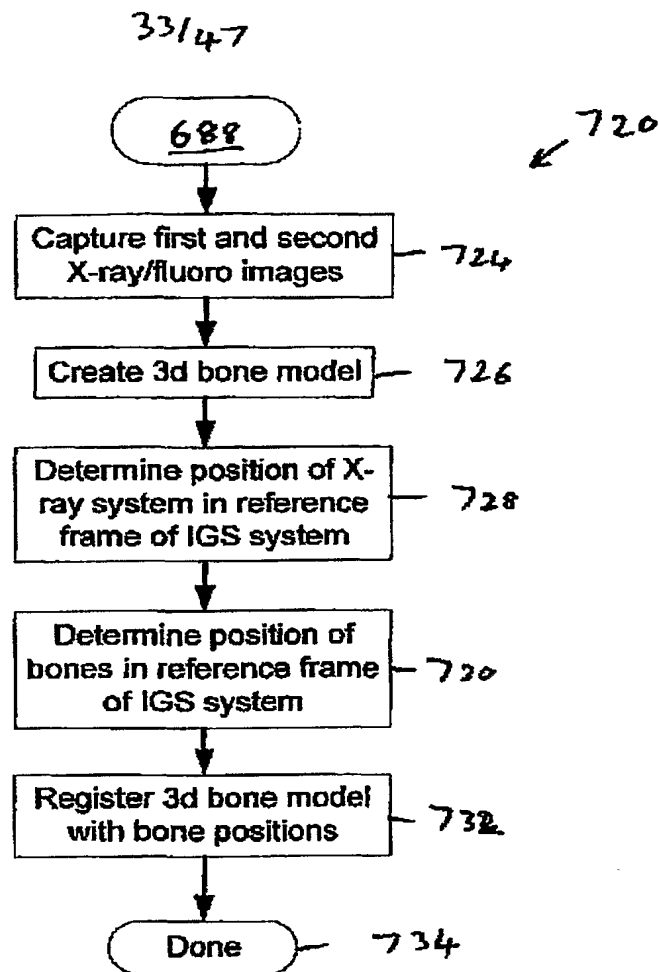 33/47
688
720
Capture first and second
X-ray/fluoro images
724
Create 3d bone model
726
Determine position of X-
ray system in reference
frame of IGS system
728
Determine position of
bones in reference frame
of IGS system
730
Register 3d bone model
with bone positions
732
Done
734